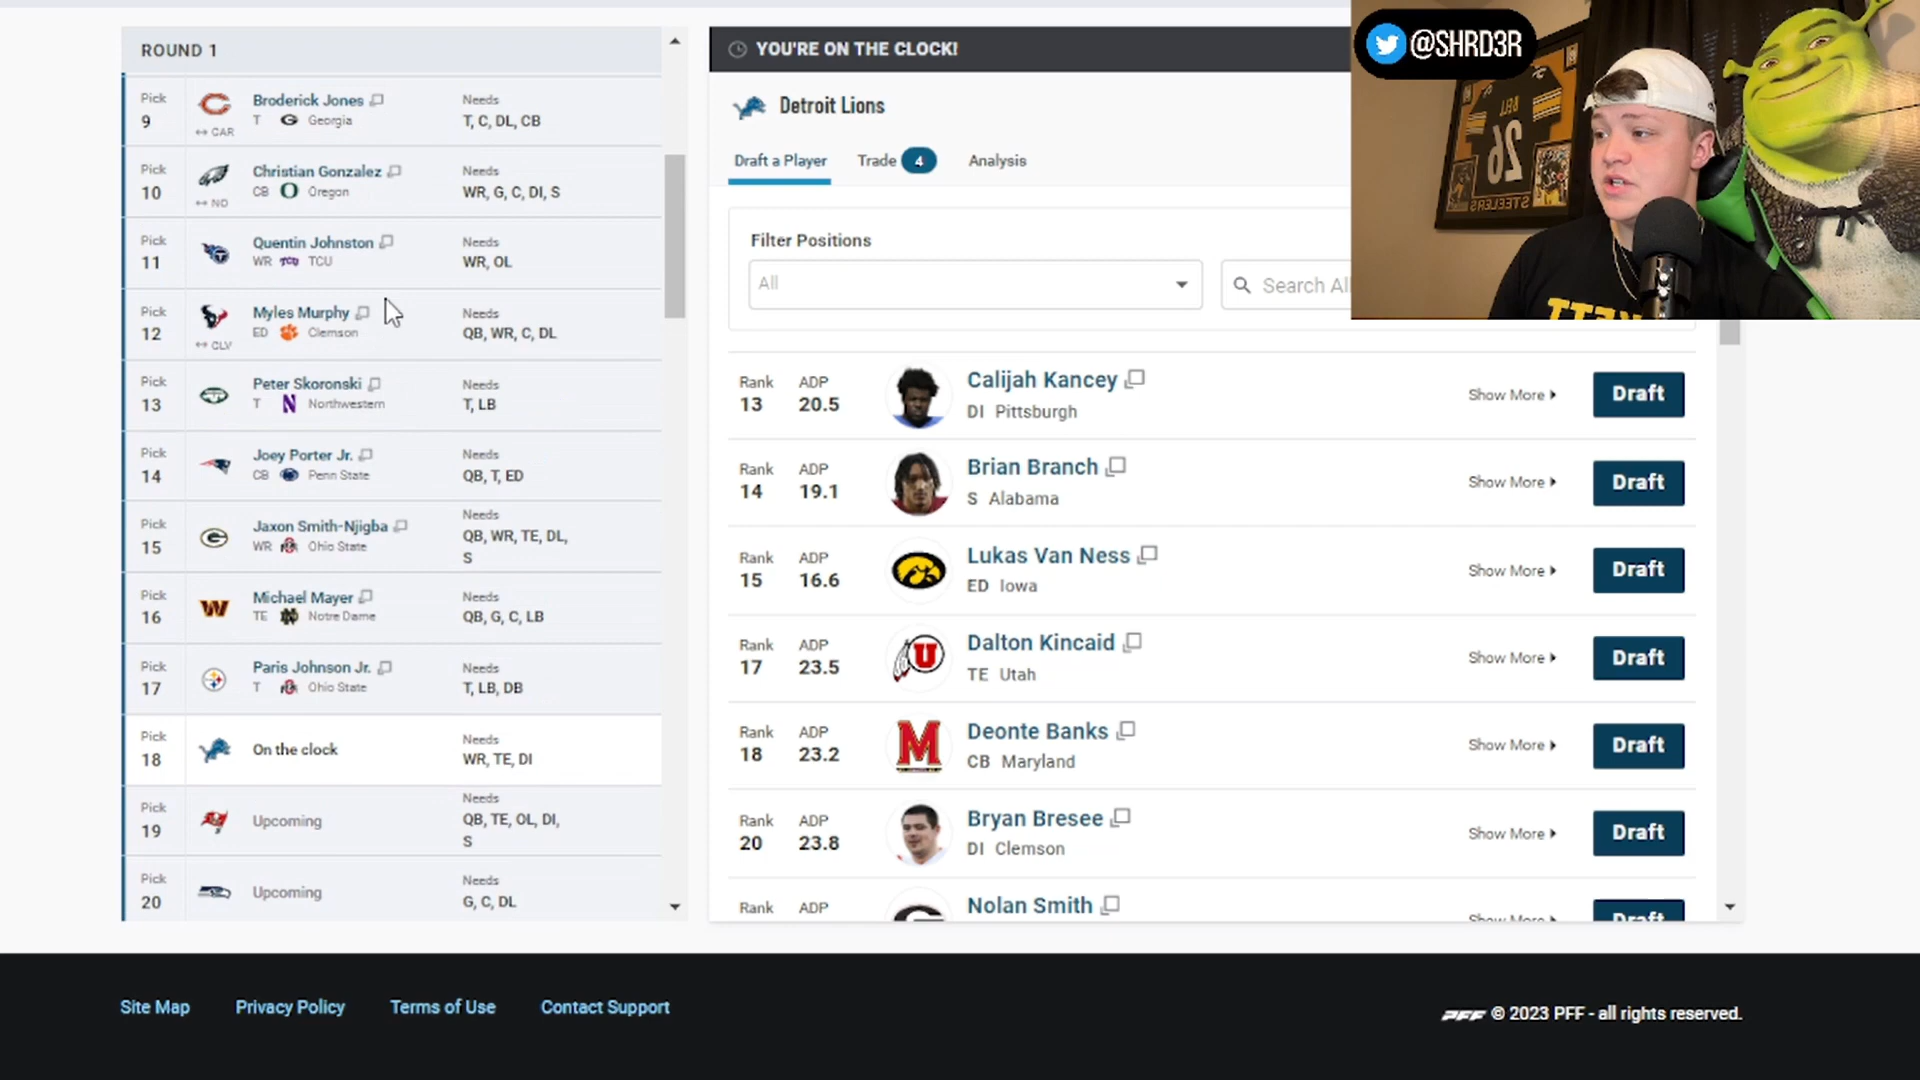 ROUND 1
Pick
9
↔ CAR
Broderick Jones
T Georgia
Needs
T, C, DL, CB
Pick
10
↔ NO
Christian Gonzalez
CB Oregon
Needs
WR, G, C, DI, S
Pick
11
Quentin Johnston
WR TCU TCU
Needs
WR, OL
Pick
12
↔ CLV
Myles Murphy
ED Clemson
Needs
QB, WR, C, DL
Pick
13
Peter Skoronski
T N Northwestern
Needs
T, LB
Pick
14
Joey Porter Jr.
CB Penn State
Needs
QB, T, ED
Pick
15
Jaxon Smith-Njigba
WR Ohio State
Needs
QB, WR, TE, DL,
S
Pick
16
Michael Mayer
TE Notre Dame
Needs
QB, G, C, LB
Pick
17
Paris Johnson Jr.
T Ohio State
Needs
T, LB, DB
Pick
18
On the clock
Needs
WR, TE, DI
Pick
19
Upcoming
Needs
QB, TE, OL, DI,
S
Pick
20
Upcoming
Needs
G, C, DL
YOU'RE ON THE CLOCK!
Detroit Lions
Draft a Player
Trade 4
Analysis
Filter Positions
All
Search All
Rank
13
ADP
20.5
Calijah Kancey
DI Pittsburgh
Show More
Draft
Rank
14
ADP
19.1
Brian Branch
S Alabama
Show More
Draft
Rank
15
ADP
16.6
Lukas Van Ness
ED Iowa
Show More
Draft
Rank
17
ADP
23.5
Dalton Kincaid
TE Utah
Show More
Draft
Rank
18
ADP
23.2
Deonte Banks
CB Maryland
Show More
Draft
Rank
20
ADP
23.8
Bryan Bresee
DI Clemson
Show More
Draft
Rank
ADP
Nolan Smith
Show More
Draft
@SHRD3R
BELL
26
STEELERS
Site Map
Privacy Policy
Terms of Use
Contact Support
PFF © 2023 PFF - all rights reserved.